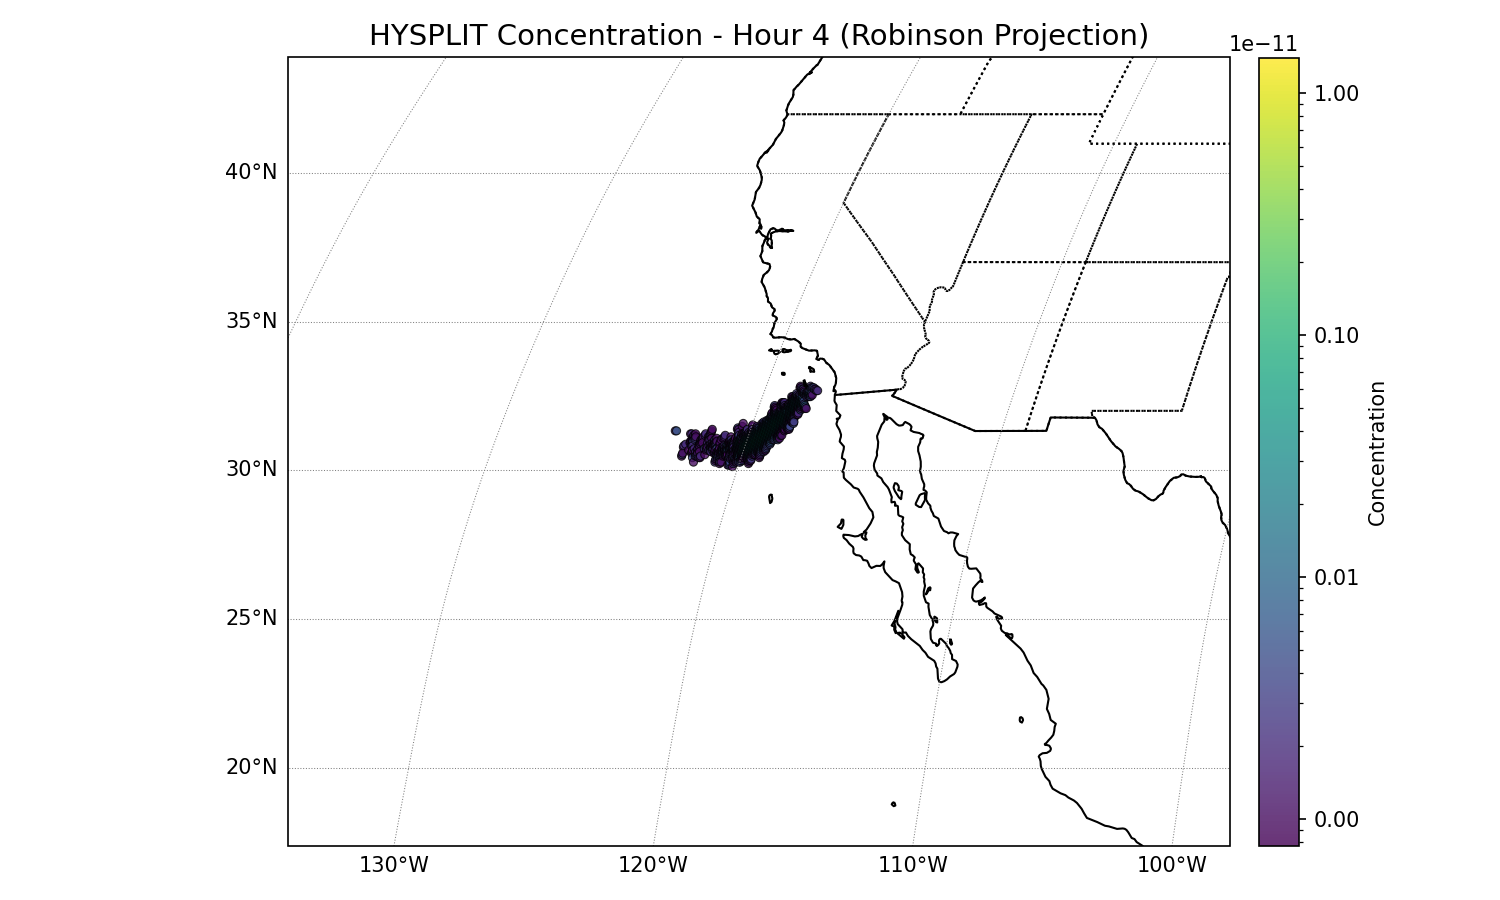 HYSPLIT Concentration - Hour 4 (Robinson Projection)
1e−11
40°N
35°N
30°N
25°N
20°N
130°W
120°W
110°W
100°W
1.00
0.10
0.01
0.00
Concentration